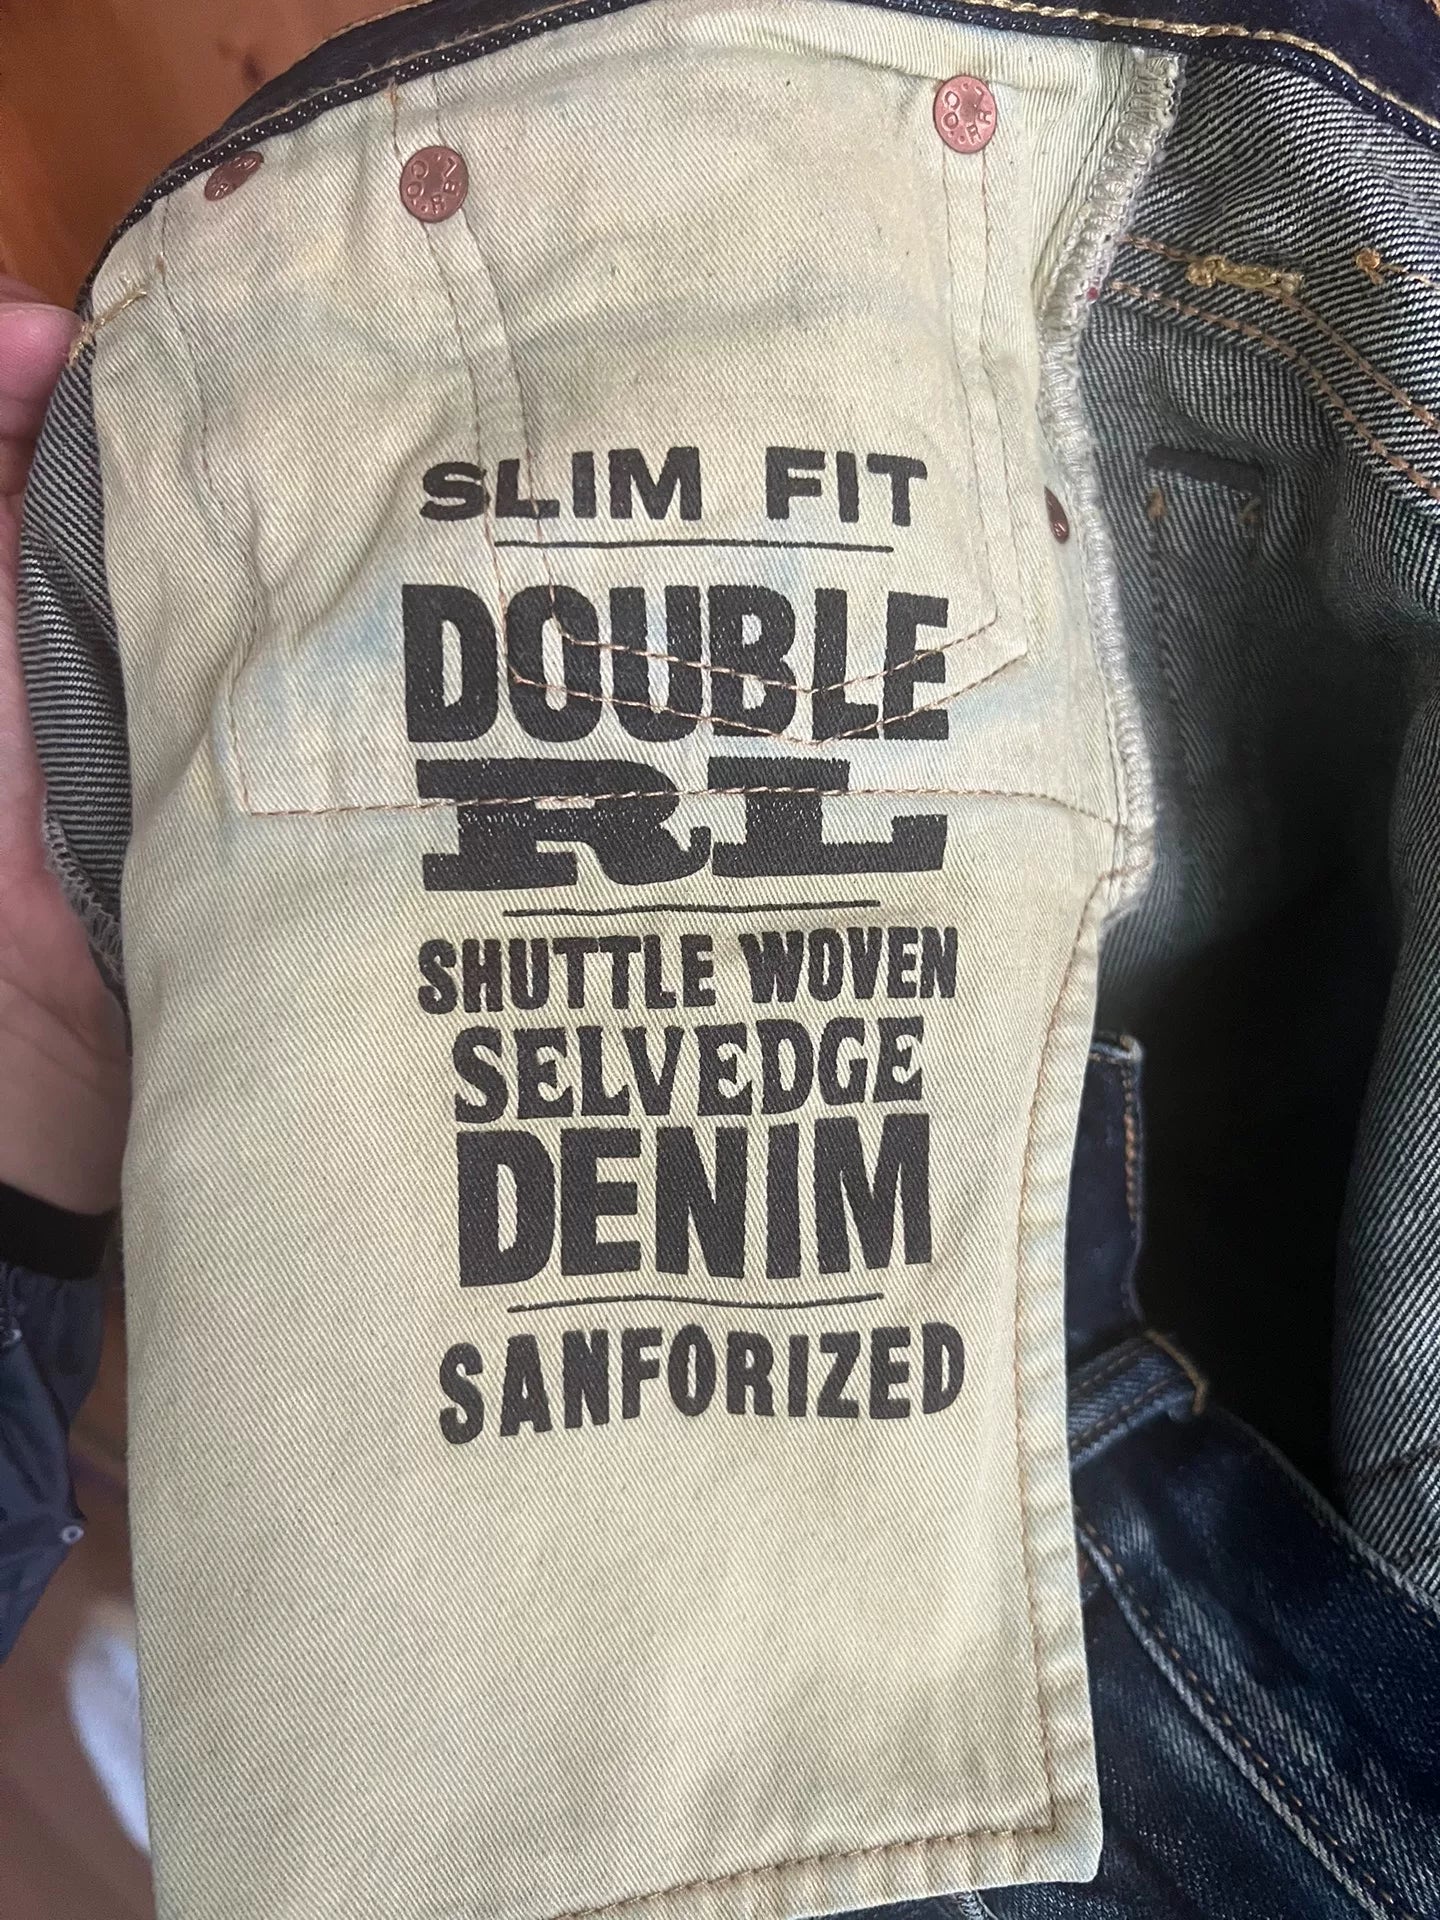 SLIM FIT
DOUBLE
RL
SHUTTLE WOVEN
SELVEDGE
DENIM
SANFORIZED